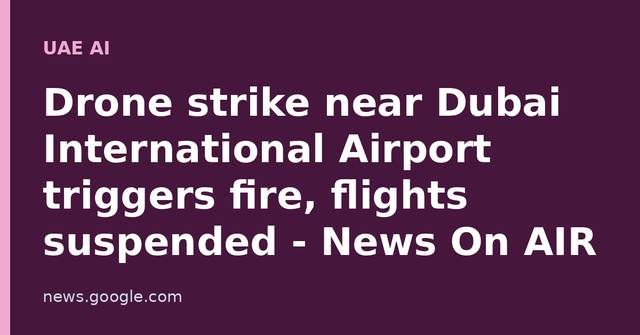 UAE AI
Drone strike near Dubai
International Airport
triggers fire, flights
suspended - News On AIR
news.google.com